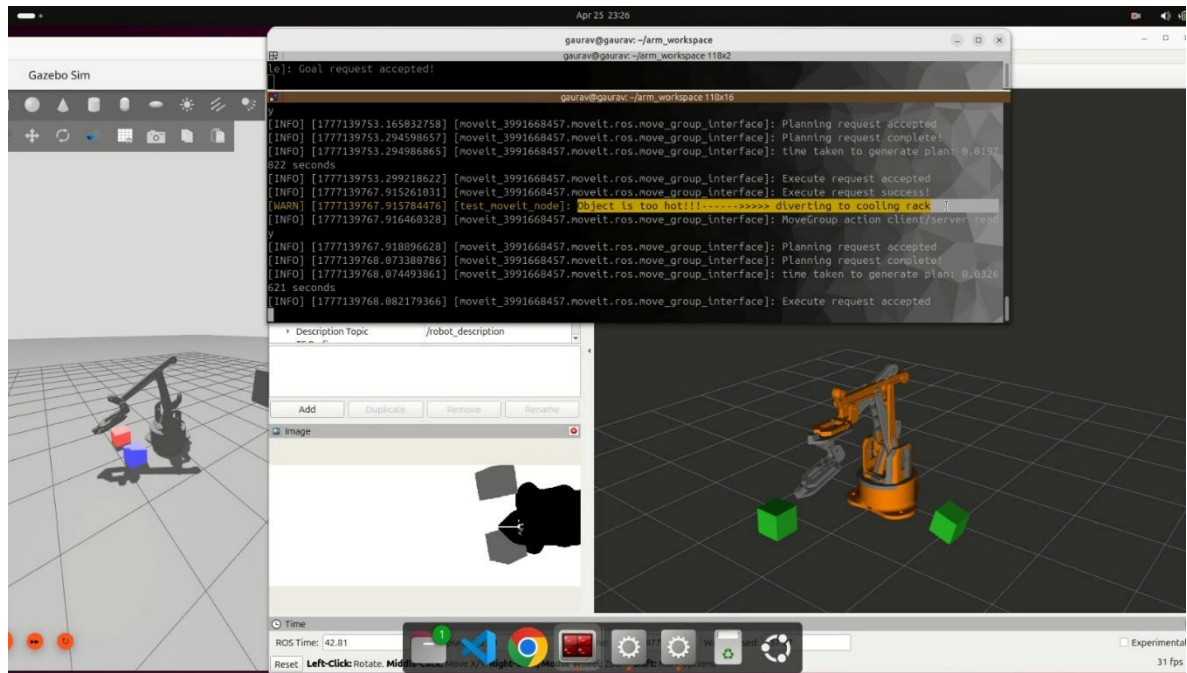 Apr 25 23:26
gaurav@gaurav: ~/arm_workspace
gaurav@gaurav: ~/arm_workspace 118x2
le]: Goal request accepted!
gaurav@gaurav: ~/arm_workspace 118x16
y
[INFO] [1777139753.165032758] [moveit_3991668457.moveit.ros.move_group_interface]: Planning request accepted
[INFO] [1777139753.294598657] [moveit_3991668457.moveit.ros.move_group_interface]: Planning request complete!
[INFO] [1777139753.294986865] [moveit_3991668457.moveit.ros.move_group_interface]: time taken to generate plan: 0.0197
822 seconds
[INFO] [1777139753.299218622] [moveit_3991668457.moveit.ros.move_group_interface]: Execute request accepted
[INFO] [1777139767.915261031] [moveit_3991668457.moveit.ros.move_group_interface]: Execute request success!
[WARN] [1777139767.915784476] [test_moveit_node]: Object is too hot!!!------>>>>> diverting to cooling rack
[INFO] [1777139767.916460328] [moveit_3991668457.moveit.ros.move_group_interface]: MoveGroup action client/server read
y
[INFO] [1777139767.918896628] [moveit_3991668457.moveit.ros.move_group_interface]: Planning request accepted
[INFO] [1777139768.073380786] [moveit_3991668457.moveit.ros.move_group_interface]: Planning request complete!
[INFO] [1777139768.074493861] [moveit_3991668457.moveit.ros.move_group_interface]: time taken to generate plan: 0.0326
621 seconds
[INFO] [1777139768.082179366] [moveit_3991668457.moveit.ros.move_group_interface]: Execute request accepted
Gazebo Sim
Description Topic /robot_description
Add Duplicate Remove Rename
Image
Time
ROS Time: 42.81
1
Experimental
Reset Left-Click: Rotate.
31 fps